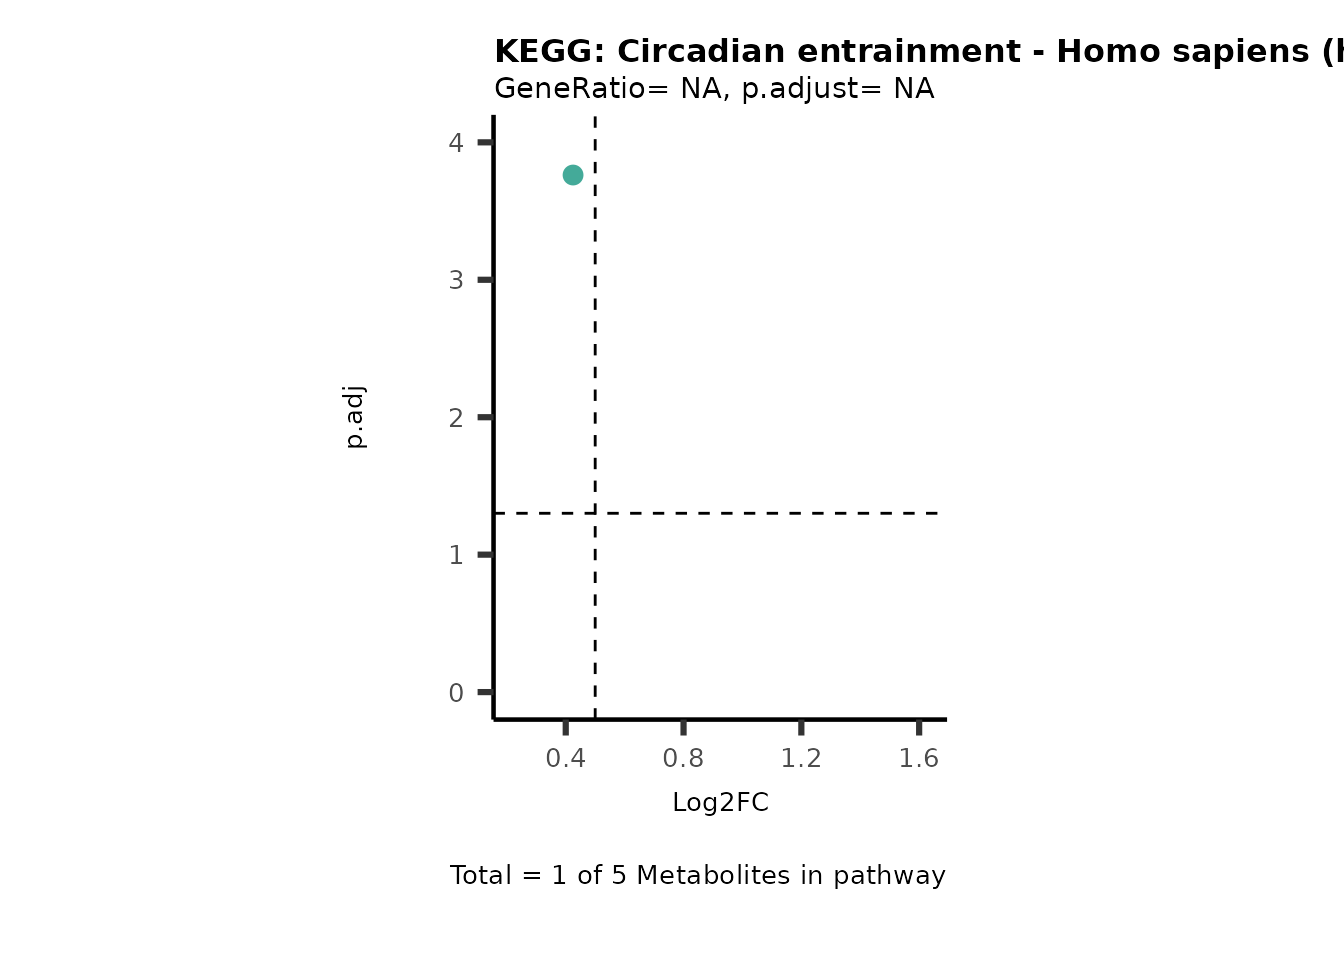 KEGG: Circadian entrainment - Homo sapiens
GeneRatio= NA, p.adjust= NA
4
3
2
1
0
p.adj
0.4 0.8 1.2 1.6
Log2FC
Total = 1 of 5 Metabolites in pathway